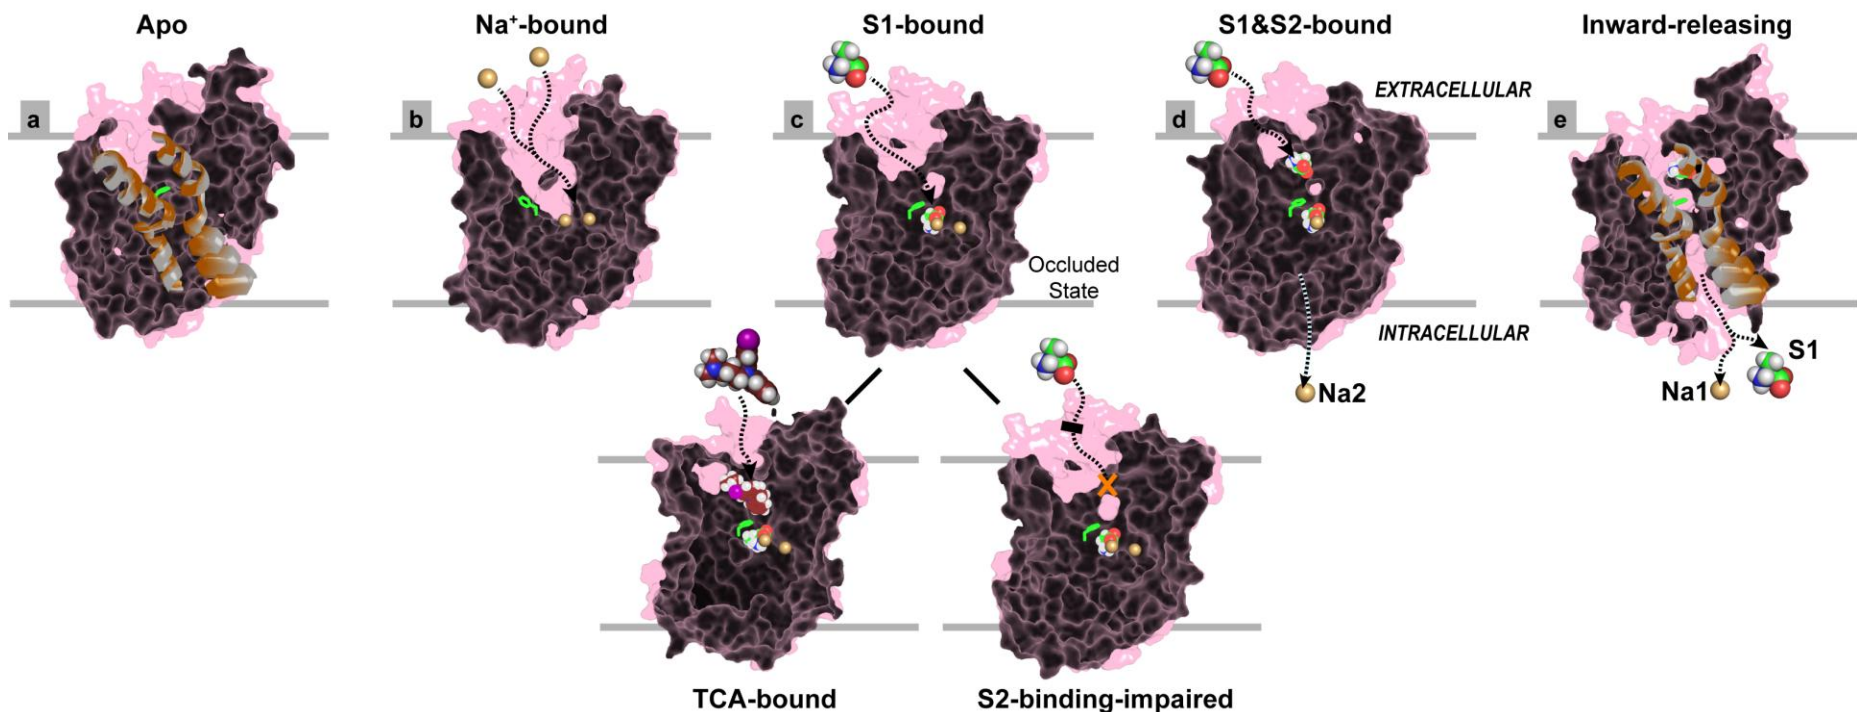 Apo
Na⁺-bound
S1-bound
S1&S2-bound
Inward-releasing
a
b
c
d
EXTRACELLULAR
e
Occluded
State
INTRACELLULAR
S1
Na2
Na1
TCA-bound
S2-binding-impaired